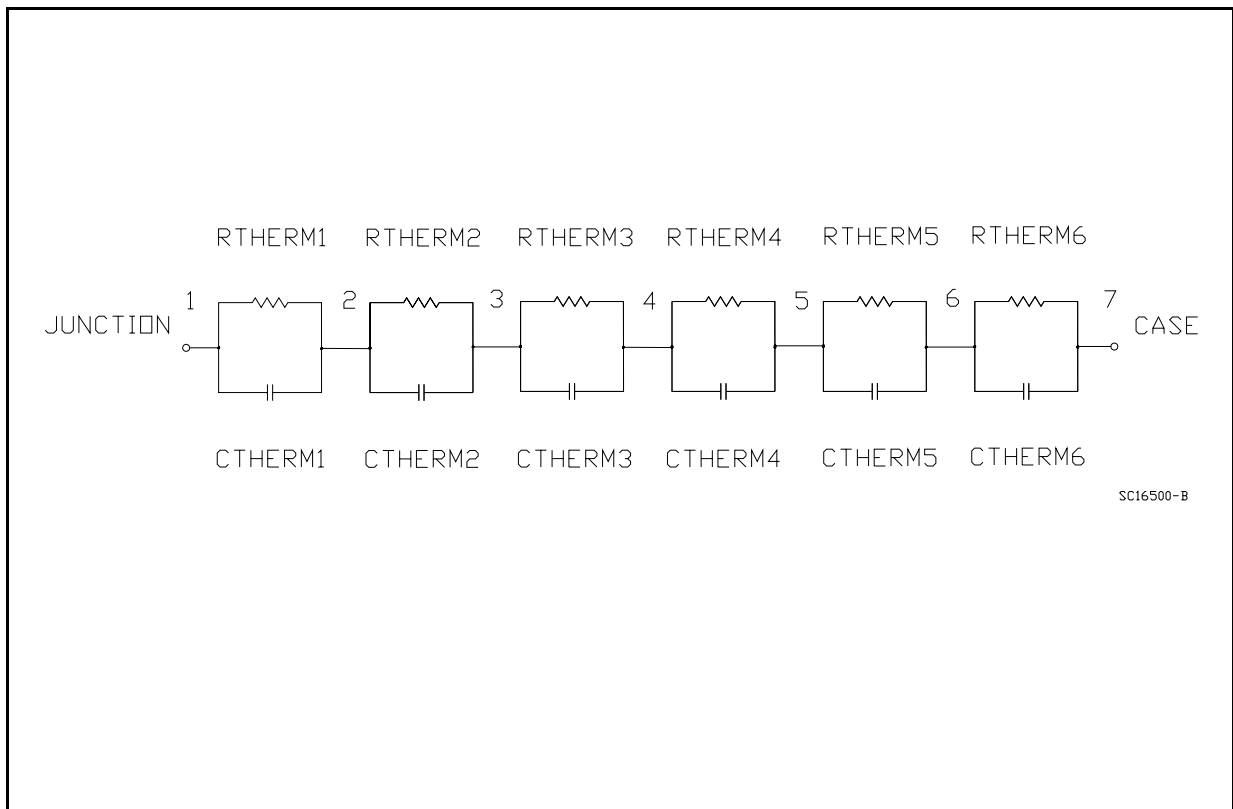 RTHERM1 RTHERM2 RTHERM3 RTHERM4 RTHERM5 RTHERM6
1 2 3 4 5 6 7
JUNCTION CASE
CTHERM1 CTHERM2 CTHERM3 CTHERM4 CTHERM5 CTHERM6
SC16500-B